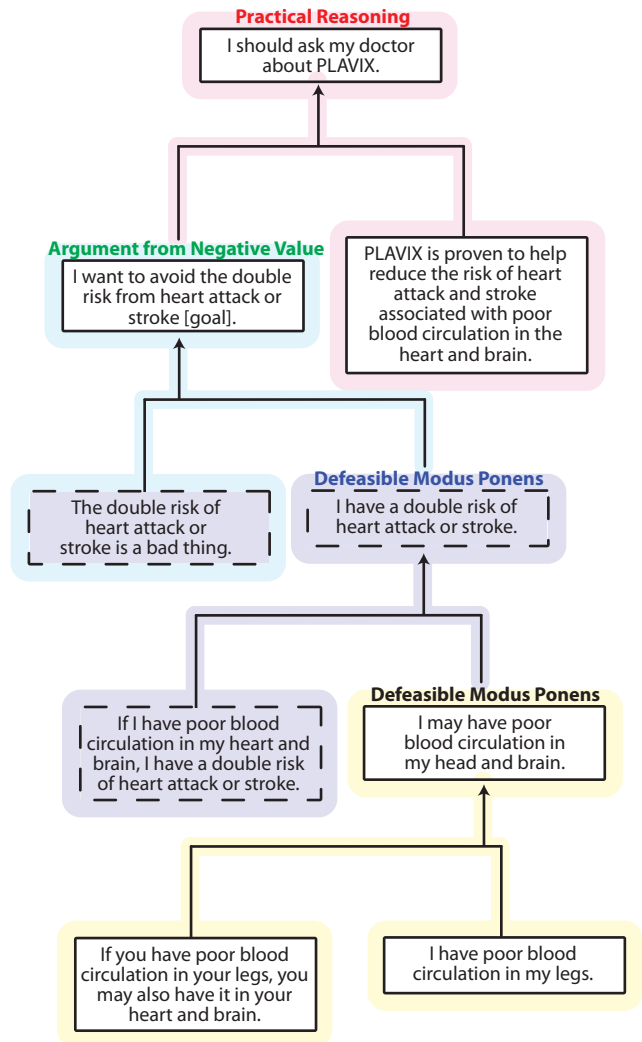 Practical Reasoning
I should ask my doctor
about PLAVIX.
Argument from Negative Value
I want to avoid the double
risk from heart attack or
stroke [goal].
PLAVIX is proven to help
reduce the risk of heart
attack and stroke
associated with poor
blood circulation in the
heart and brain.
The double risk of
heart attack or
stroke is a bad thing.
Defeasible Modus Ponens
I have a double risk of
heart attack or stroke.
If I have poor blood
circulation in my heart and
brain, I have a double risk
of heart attack or stroke.
Defeasible Modus Ponens
I may have poor
blood circulation in
my head and brain.
If you have poor blood
circulation in your legs, you
may also have it in your
heart and brain.
I have poor blood
circulation in my legs.